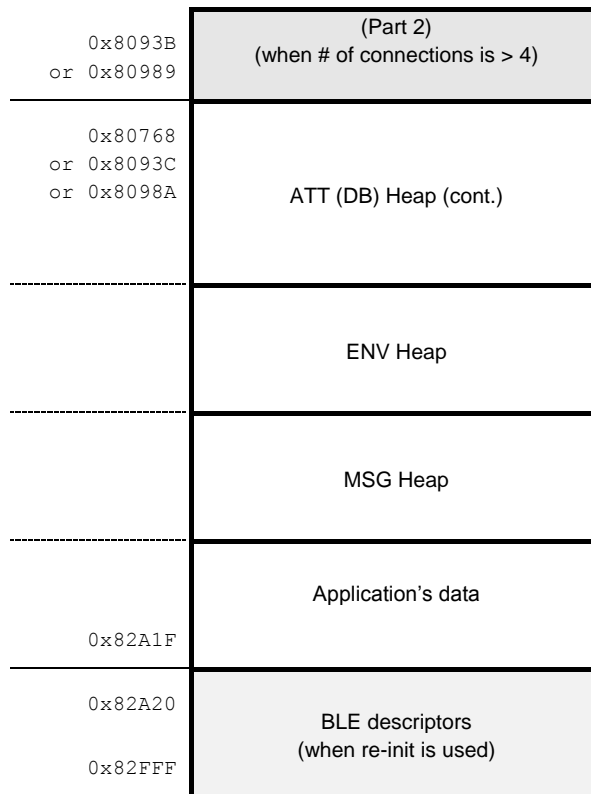 (Part 2)
0x8093B
(when # of connections is > 4)
or 0x80989
0x80768
or 0x8093C
or 0x8098A
ATT (DB) Heap (cont.)
ENV Heap
MSG Heap
Application's data
0x82A1F
0x82A20
BLE descriptors
(when re-init is used)
0x82FFF